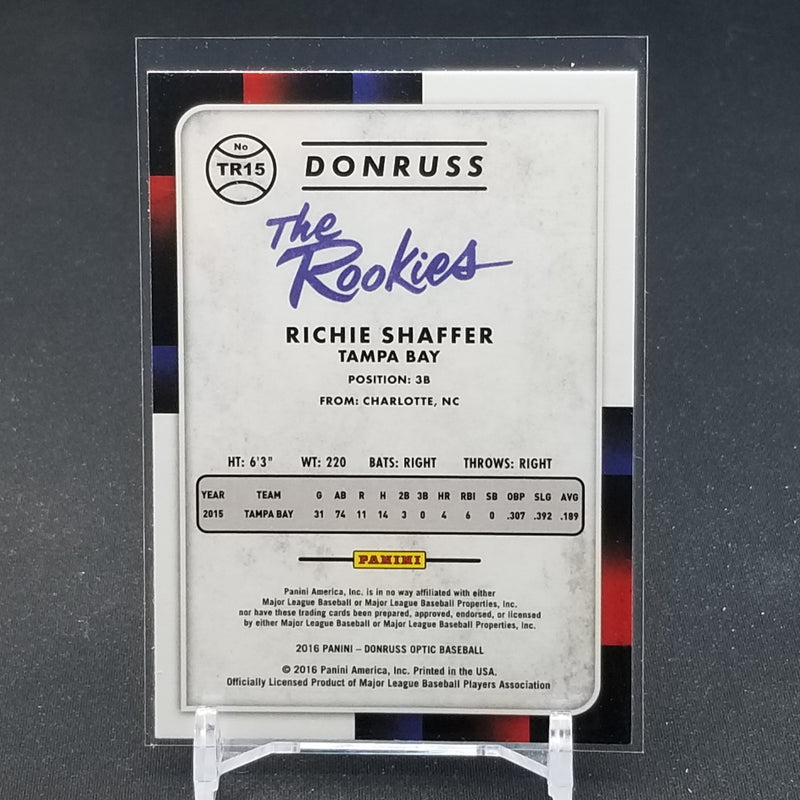 No
TR15
DONRUSS
The
Rookies
RICHIE SHAFFER
TAMPA BAY
POSITION: 3B
FROM: CHARLOTTE, NC
HT: 6'3" WT: 220 BATS: RIGHT THROWS: RIGHT
YEAR TEAM G AB R H 2B 3B HR RBI SB OBP SLG AVG
2015 TAMPA BAY 31 74 11 14 3 0 4 6 0 .307 .392 .189
PANINI
Panini America, Inc. is in no way affiliated with either
Major League Baseball or Major League Baseball Properties, Inc.
nor have these trading cards been prepared, approved, endorsed, or licensed
by either Major League Baseball or Major League Baseball Properties, Inc.
2016 PANINI – DONRUSS OPTIC BASEBALL
© 2016 Panini America, Inc. Printed in the USA.
Officially Licensed Product of Major League Baseball Players Association